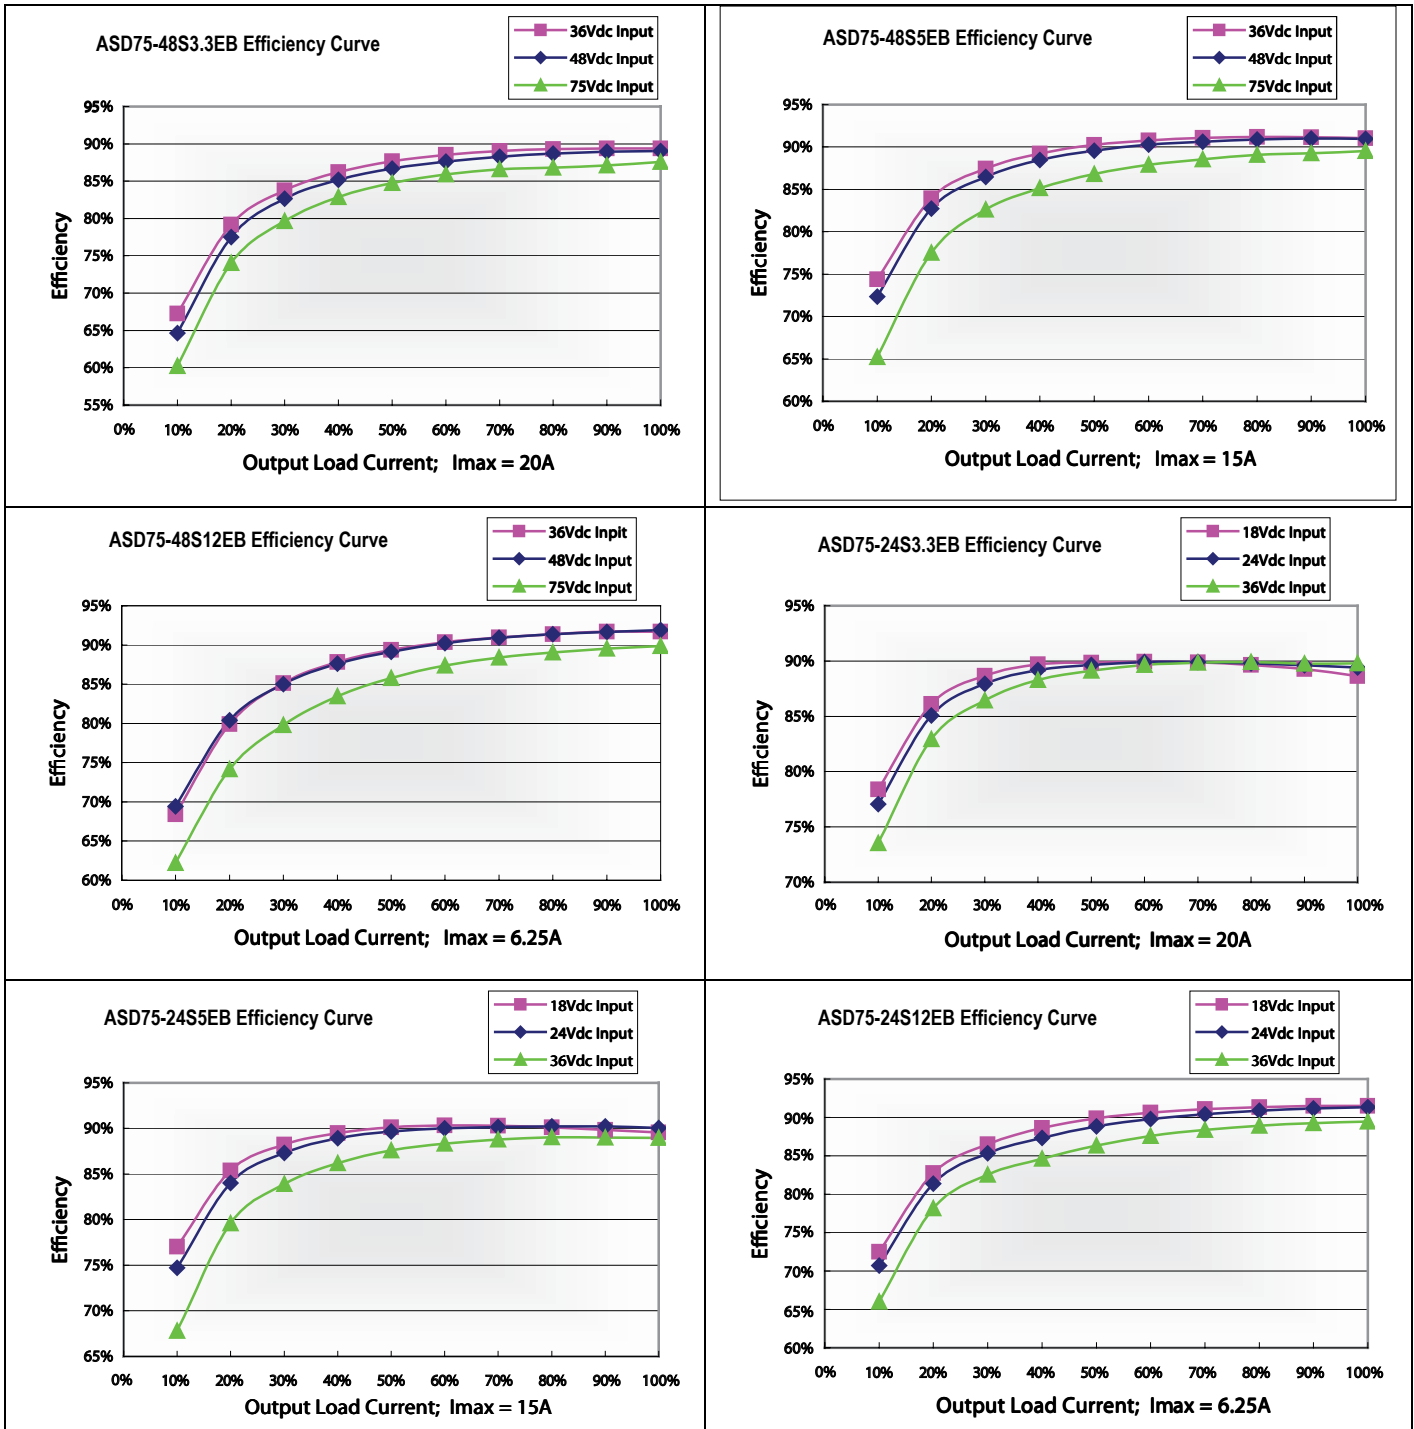 ASD75-48S3.3EB Efficiency Curve
36Vdc Input
48Vdc Input
75Vdc Input
95%
90%
85%
80%
75%
70%
65%
60%
55%
Efficiency
0% 10% 20% 30% 40% 50% 60% 70% 80% 90% 100%
Output Load Current; Imax = 20A
ASD75-48S5EB Efficiency Curve
36Vdc Input
48Vdc Input
75Vdc Input
95%
90%
85%
80%
75%
70%
65%
60%
Efficiency
0% 10% 20% 30% 40% 50% 60% 70% 80% 90% 100%
Output Load Current; Imax = 15A
ASD75-48S12EB Efficiency Curve
36Vdc Inpit
48Vdc Input
75Vdc Input
95%
90%
85%
80%
75%
70%
65%
60%
Efficiency
0% 10% 20% 30% 40% 50% 60% 70% 80% 90% 100%
Output Load Current; Imax = 6.25A
ASD75-24S3.3EB Efficiency Curve
18Vdc Input
24Vdc Input
36Vdc Input
95%
90%
85%
80%
75%
70%
Efficiency
0% 10% 20% 30% 40% 50% 60% 70% 80% 90% 100%
Output Load Current; Imax = 20A
ASD75-24S5EB Efficiency Curve
18Vdc Input
24Vdc Input
36Vdc Input
95%
90%
85%
80%
75%
70%
65%
Efficiency
0% 10% 20% 30% 40% 50% 60% 70% 80% 90% 100%
Output Load Current; Imax = 15A
ASD75-24S12EB Efficiency Curve
18Vdc Input
24Vdc Input
36Vdc Input
95%
90%
85%
80%
75%
70%
65%
60%
Efficiency
0% 10% 20% 30% 40% 50% 60% 70% 80% 90% 100%
Output Load Current; Imax = 6.25A